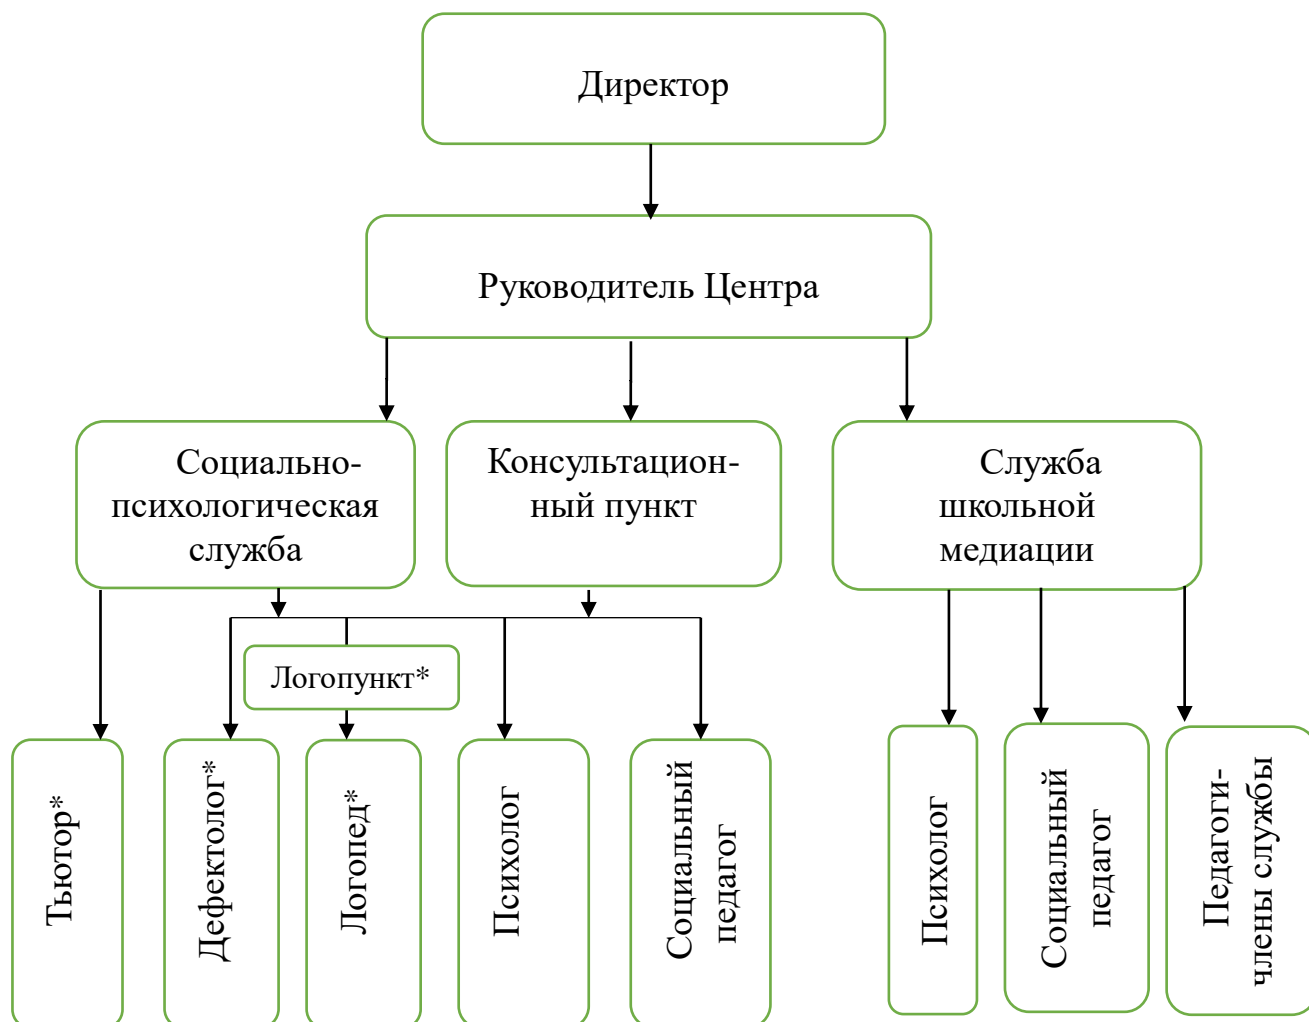 Директор
Руководитель Центра
Социально-
психологическая
служба
Консультацион-
ный пункт
Служба
школьной
медиации
Логопункт*
Тьютор*
Дефектолог*
Логопед*
Психолог
Социальный
педагог
Психолог
Социальный
педагог
Педагоги-
члены службы